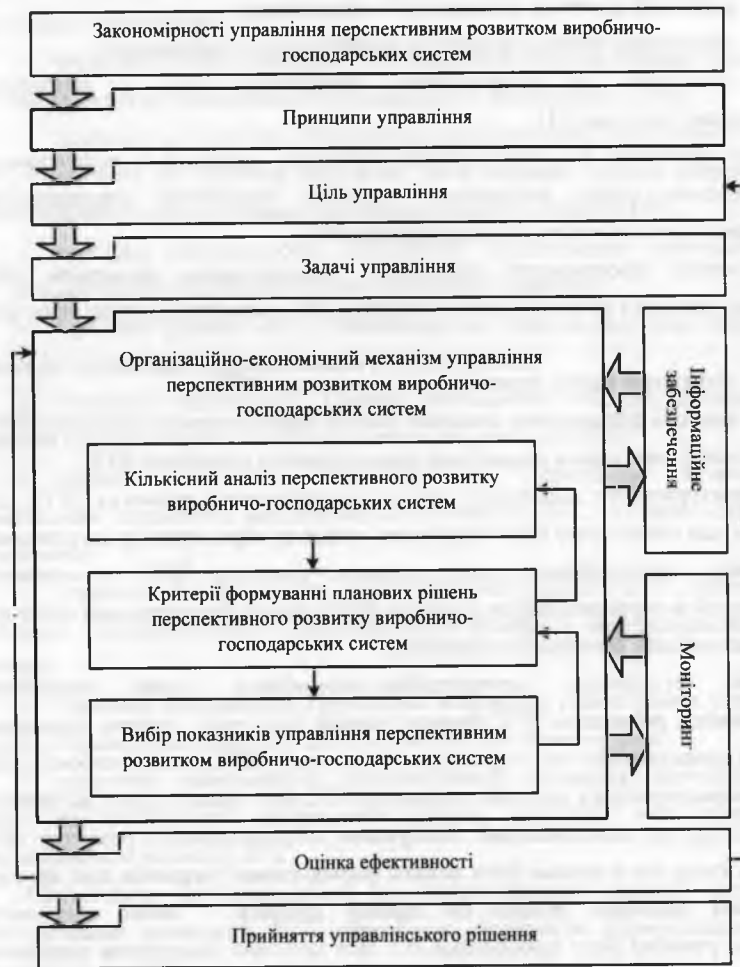 Закономірності управління перспективним розвитком виробничо-
господарських систем
Принципи управління
Ціль управління
Задачі управління
Організаційно-економічний механізм управління
перспективним розвитком виробничо-
господарських систем
Інформаційне
забезпечення
Кількісний аналіз перспективного розвитку
виробничо-господарських систем
Критерії формуванні планових рішень
перспективного розвитку виробничо-
господарських систем
Моніторинг
Вибір показників управління перспективним
розвитком виробничо-господарських систем
Оцінка ефективності
Прийняття управлінського рішення